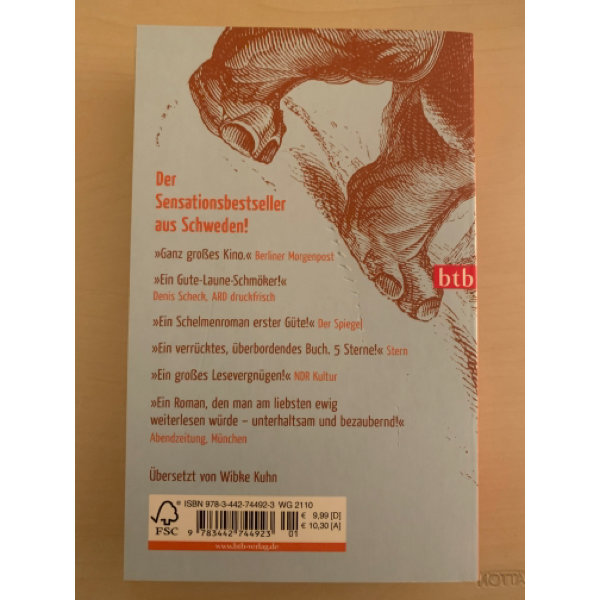 Der
Sensationsbestseller
aus Schweden!
»Ganz großes Kino.« Berliner Morgenpost
»Ein Gute-Laune-Schmöker!«
Denis Scheck, ARD druckfrisch
btb
»Ein Schelmenroman erster Güte!« Der Spiegel
»Ein verrücktes, überbordendes Buch. 5 Sterne!« Stern
»Ein großes Lesevergnügen!« NDR Kultur
»Ein Roman, den man am liebsten ewig
weiterlesen würde – unterhaltsam und bezaubernd!«
Abendzeitung, München
Übersetzt von Wibke Kuhn
ISBN 978-3-442-74492-3 WG 2110
€ 9,99 [D]
€ 10,30 [A]
FSC
9 783442 744923 01
www.btb-verlag.de